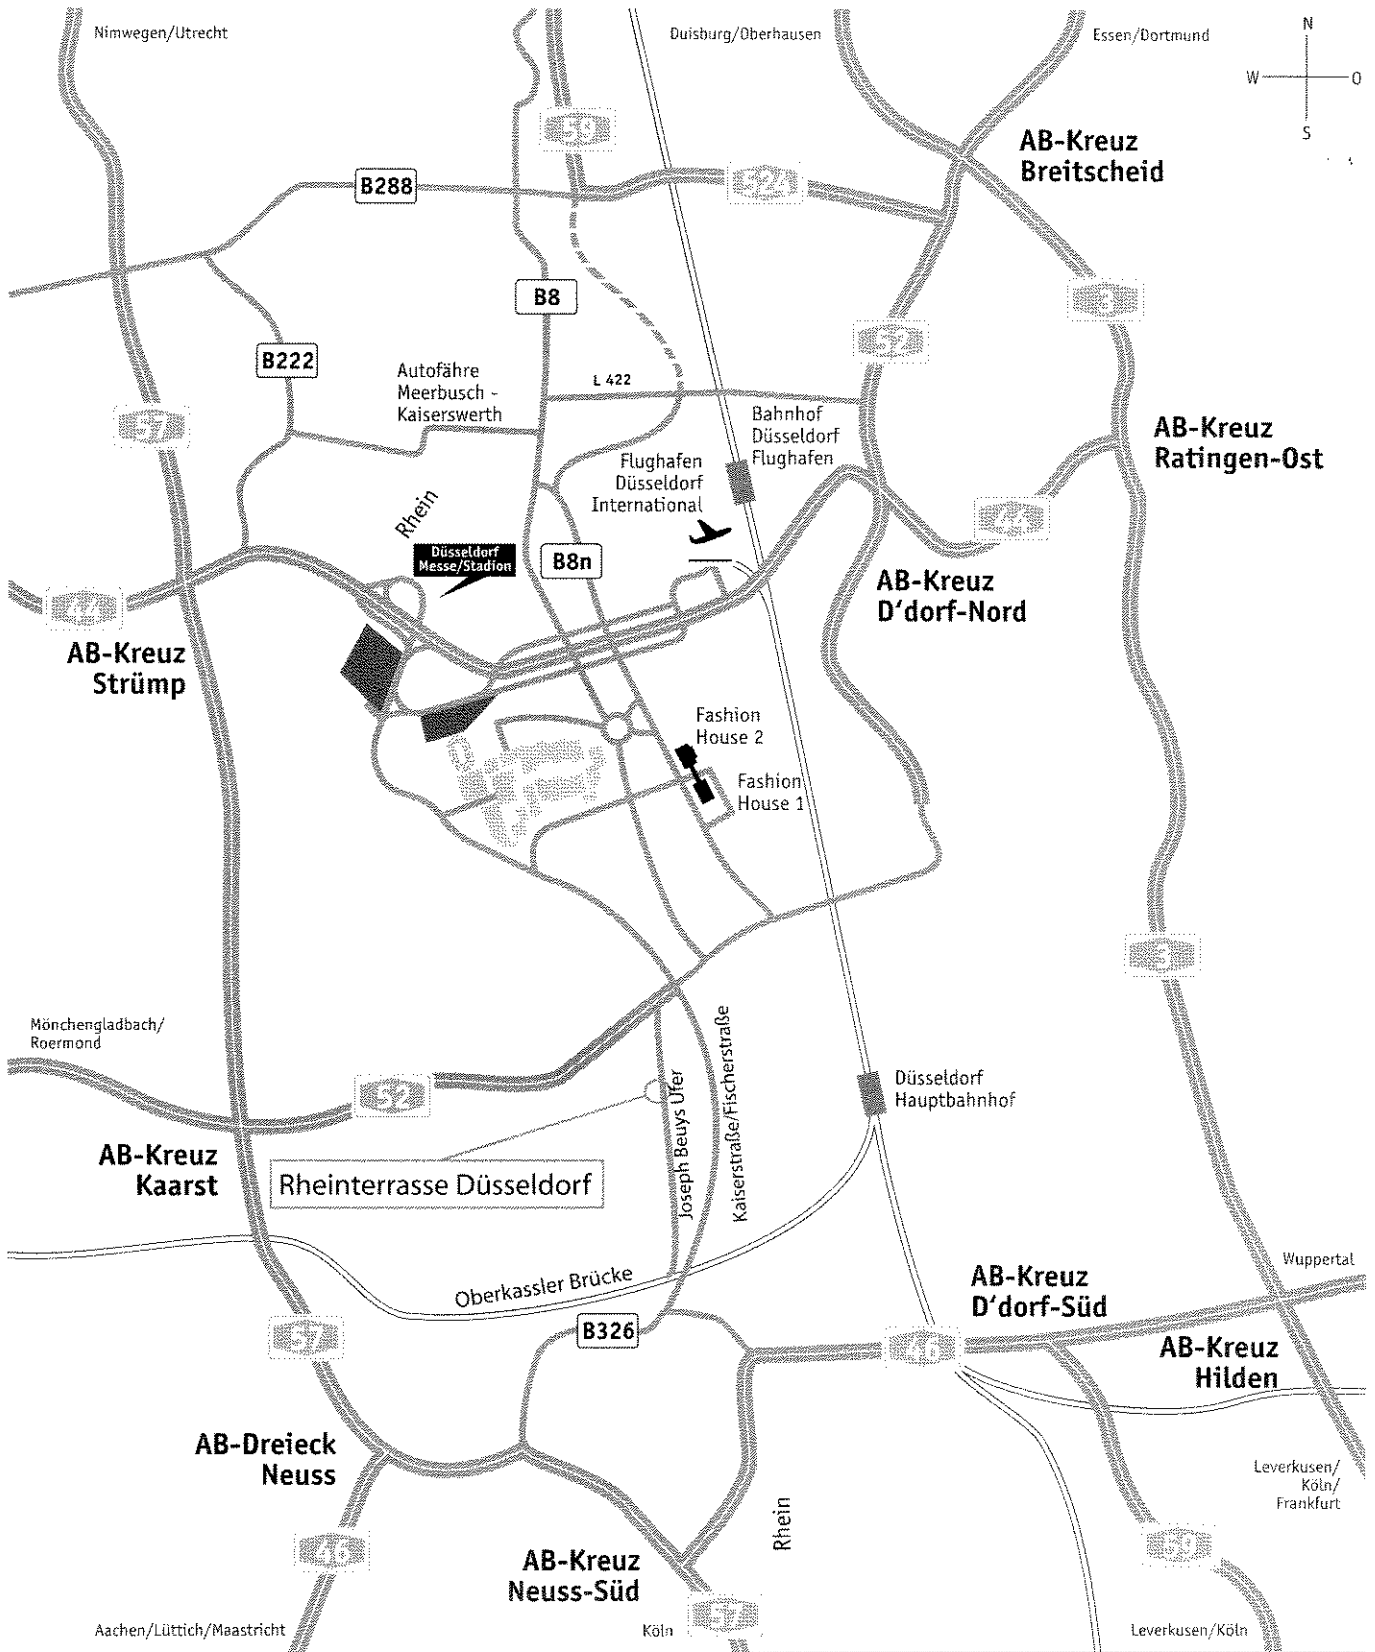 Nimwegen/Utrecht
Duisburg/Oberhausen
Essen/Dortmund
N
W
O
S
59
AB-Kreuz
Breitscheid
B288
524
B8
3
52
B222
Autofähre
Meerbusch -
Kaiserswerth
L 422
57
Bahnhof
Düsseldorf
Flughafen
AB-Kreuz
Ratingen-Ost
Flughafen
Düsseldorf
International
Rhein
44
Düsseldorf
Messe/Stadion
B8n
AB-Kreuz
D'dorf-Nord
44
AB-Kreuz
Strümp
Fashion
House 2
Fashion
House 1
3
Mönchengladbach/
Roermond
52
Düsseldorf
Hauptbahnhof
Joseph Beuys Ufer
Kaiserstraße/Fischerstraße
AB-Kreuz
Kaarst
Rheinterrasse Düsseldorf
Wuppertal
Oberkassler Brücke
AB-Kreuz
D'dorf-Süd
57
B326
46
AB-Kreuz
Hilden
AB-Dreieck
Neuss
Leverkusen/
Köln/
Frankfurt
Rhein
46
AB-Kreuz
Neuss-Süd
59
57
Aachen/Lüttich/Maastricht
Köln
Leverkusen/Köln